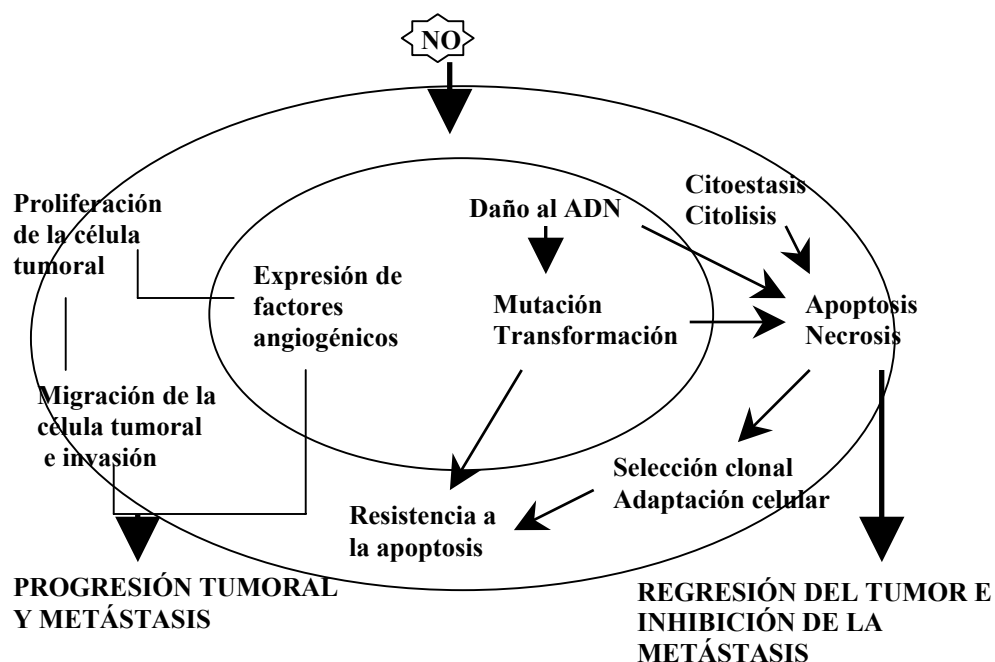 NO
Citoestasis
Citolisis
Proliferación
de la célula
tumoral
Daño al ADN
Expresión de
factores
angiogénicos
Mutación
Transformación
Apoptosis
Necrosis
Migración de la
célula tumoral
e invasión
Selección clonal
Adaptación celular
Resistencia a
la apoptosis
PROGRESIÓN TUMORAL
Y METÁSTASIS
REGRESIÓN DEL TUMOR E
INHIBICIÓN DE LA
METÁSTASIS